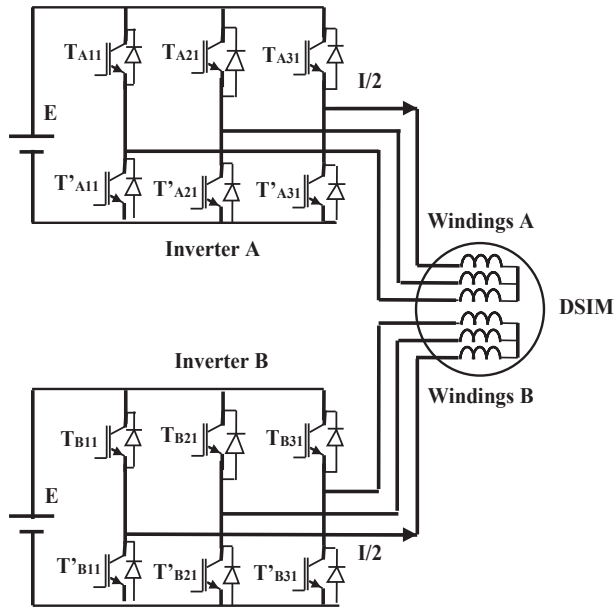 TA11
TA21
TA31
I/2
E
T'A11
T'A21
T'A31
Inverter A
Windings A
DSIM
Inverter B
Windings B
TB11
TB21
TB31
E
I/2
T'B11
T'B21
T'B31